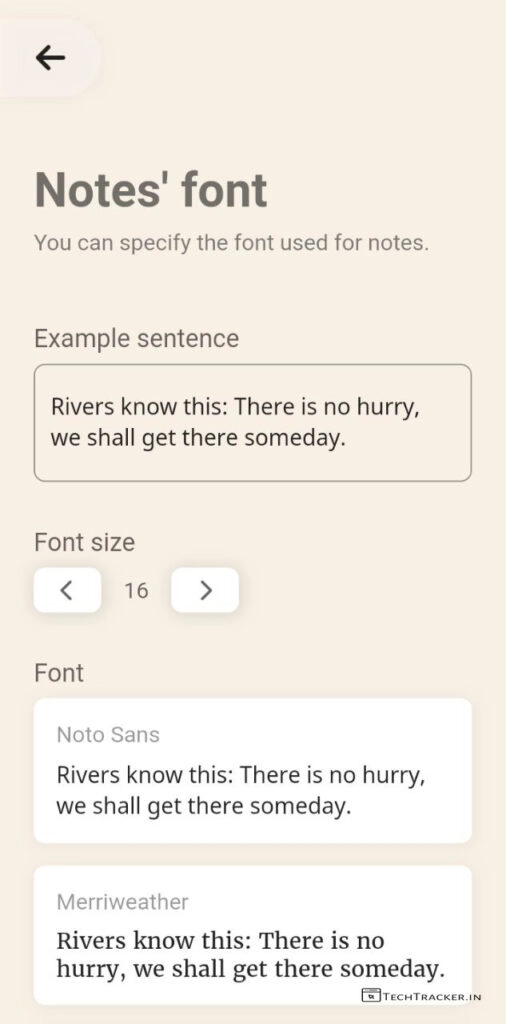 Notes' font
You can specify the font used for notes.
Example sentence
Rivers know this: There is no hurry,
we shall get there someday.
Font size
16
Font
Noto Sans
Rivers know this: There is no hurry,
we shall get there someday.
Merriweather
Rivers know this: There is no
hurry, we shall get there someday.
TECHTRACKER.IN